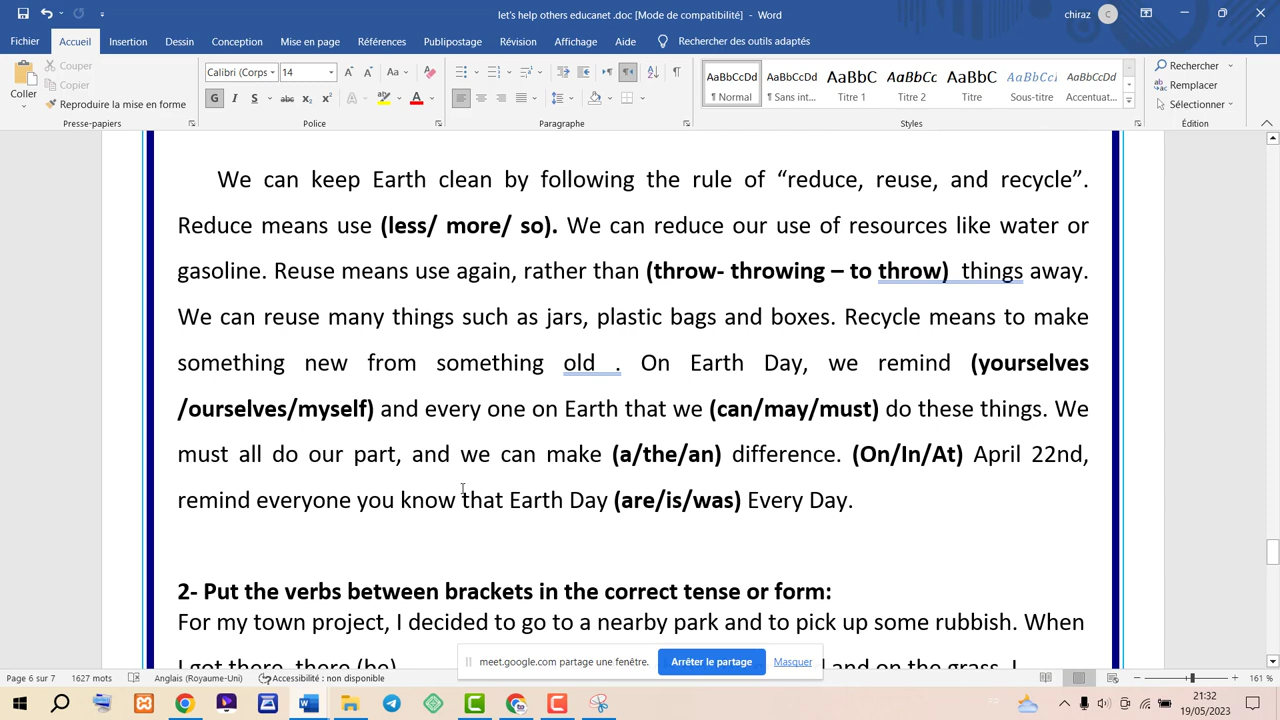 let's help others educanet .doc [Mode de compatibilité] - Word
chiraz C
Fichier Accueil Insertion Dessin Conception Mise en page Références Publipostage Révision Affichage Aide Rechercher des outils adaptés
Coller
Couper
Copier
Reproduire la mise en forme
Presse-papiers
Calibri (Corps 14
G I S abc x₂ x² A A
Police
Paragraphe
AaBbCcDd AaBbCcDd AaBbC AaBbCc AaBbC AaBbCcI AaBbCcDd
¶ Normal ¶ Sans int... Titre 1 Titre 2 Titre Sous-titre Accentuat...
Styles
Rechercher
Remplacer
Sélectionner
Édition
We can keep Earth clean by following the rule of “reduce, reuse, and recycle”.
Reduce means use (less/ more/ so). We can reduce our use of resources like water or
gasoline. Reuse means use again, rather than (throw- throwing – to throw) things away.
We can reuse many things such as jars, plastic bags and boxes. Recycle means to make
something new from something old . On Earth Day, we remind (yourselves
/ourselves/myself) and every one on Earth that we (can/may/must) do these things. We
must all do our part, and we can make (a/the/an) difference. (On/In/At) April 22nd,
remind everyone you know that Earth Day (are/is/was) Every Day.
2- Put the verbs between brackets in the correct tense or form:
For my town project, I decided to go to a nearby park and to pick up some rubbish. When
I got there, there (be) and on the grass. I
meet.google.com partage une fenêtre. Arrêter le partage Masquer
Page 6 sur 7 1627 mots Anglais (Royaume-Uni) Accessibilité : non disponible 161 %
21:32
19/05/2023